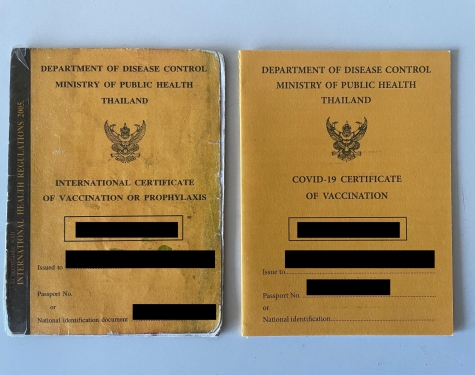 DEPARTMENT OF DISEASE CONTROL
MINISTRY OF PUBLIC HEALTH
THAILAND
INTERNATIONAL CERTIFICATE
OF VACCINATION OR PROPHYLAXIS
Issued to
Passport No.
or
National identification document
INTERNATIONAL HEALTH REGULATIONS 2005
DEPARTMENT OF DISEASE CONTROL
MINISTRY OF PUBLIC HEALTH
THAILAND
COVID-19 CERTIFICATE
OF VACCINATION
Issue to
Passport No.
or
National identification